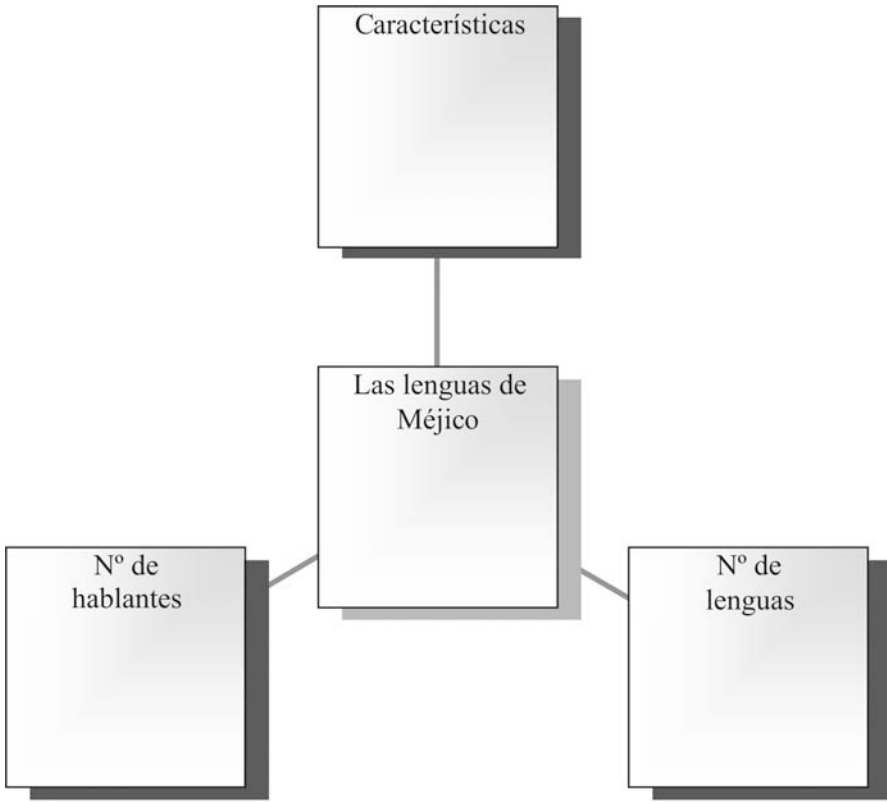 Características
Las lenguas de
Méjico
Nº de
hablantes
Nº de
lenguas